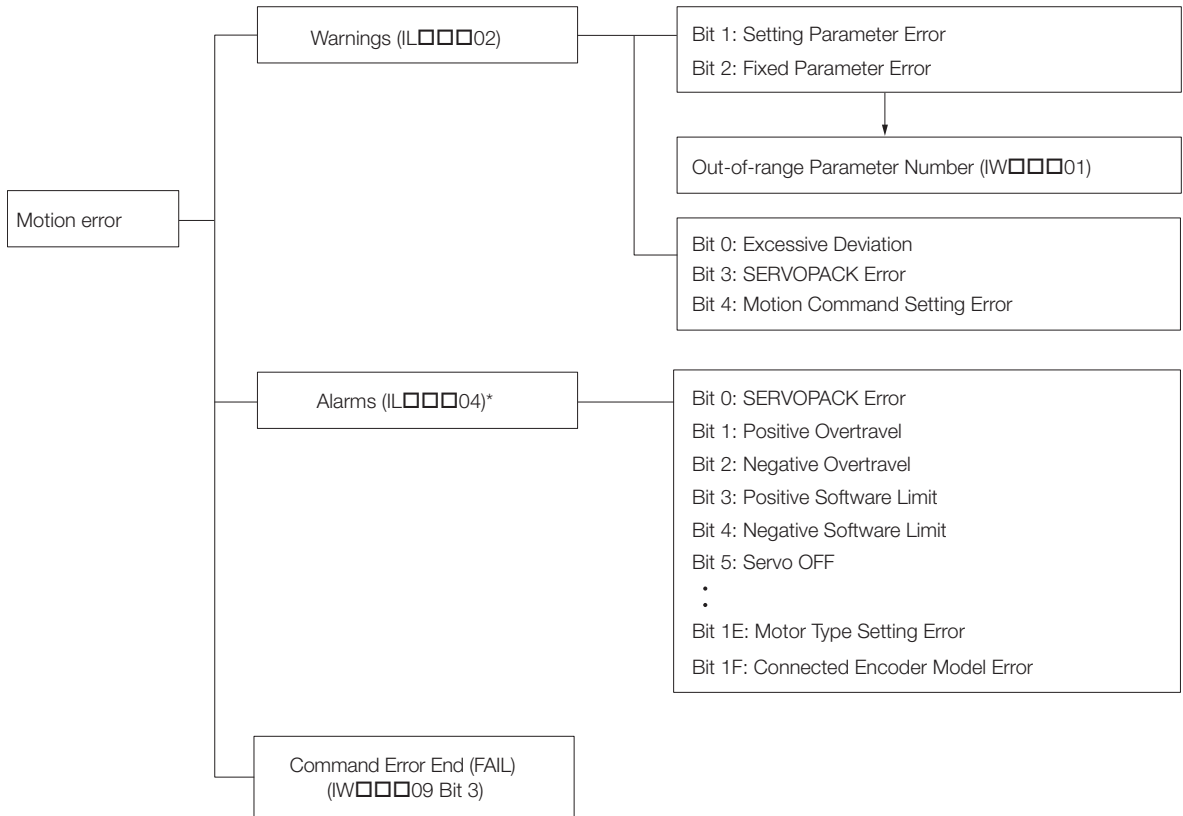 Motion error
Warnings (IL□□□02)
Bit 1: Setting Parameter Error
Bit 2: Fixed Parameter Error
Out-of-range Parameter Number (IW□□□01)
Bit 0: Excessive Deviation
Bit 3: SERVOPACK Error
Bit 4: Motion Command Setting Error
Alarms (IL□□□04)*
Bit 0: SERVOPACK Error
Bit 1: Positive Overtravel
Bit 2: Negative Overtravel
Bit 3: Positive Software Limit
Bit 4: Negative Software Limit
Bit 5: Servo OFF
Bit 1E: Motor Type Setting Error
Bit 1F: Connected Encoder Model Error
Command Error End (FAIL)
(IW□□□09 Bit 3)